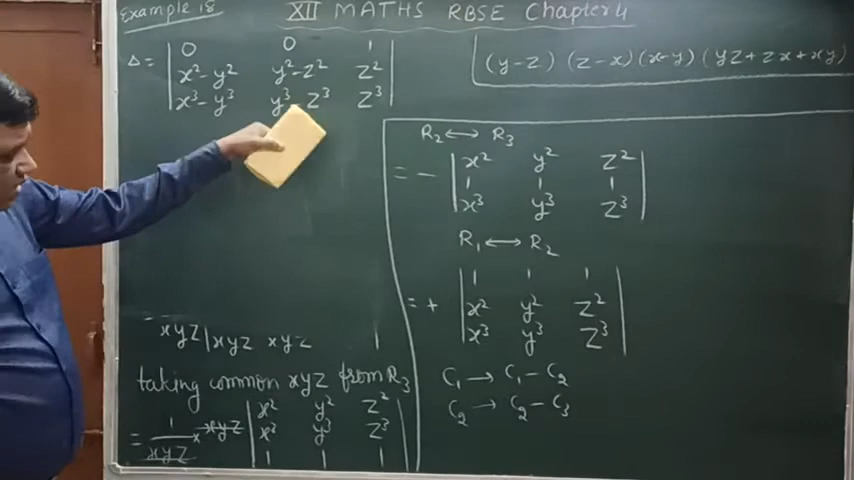 Example 18
XII MATHS RBSE Chapter 4
Δ = | 0 0 1 |
| x²-y² y²-z² z² |
| x³-y³ y³-z³ z³ |
xyz | xyz xyz 1
taking common xyz from R₃
= 1/xyz × xyz | x² y² z² |
| x³ y³ z³ |
| 1 1 1 |
(y-z) (z-x) (x-y) (yz+zx+xy)
R₂ ↔ R₃
= - | x² y² z² |
| 1 1 1 |
| x³ y³ z³ |
R₁ ↔ R₂
= + | 1 1 1 |
| x² y² z² |
| x³ y³ z³ |
C₁ → C₁-C₂
C₂ → C₂-C₃